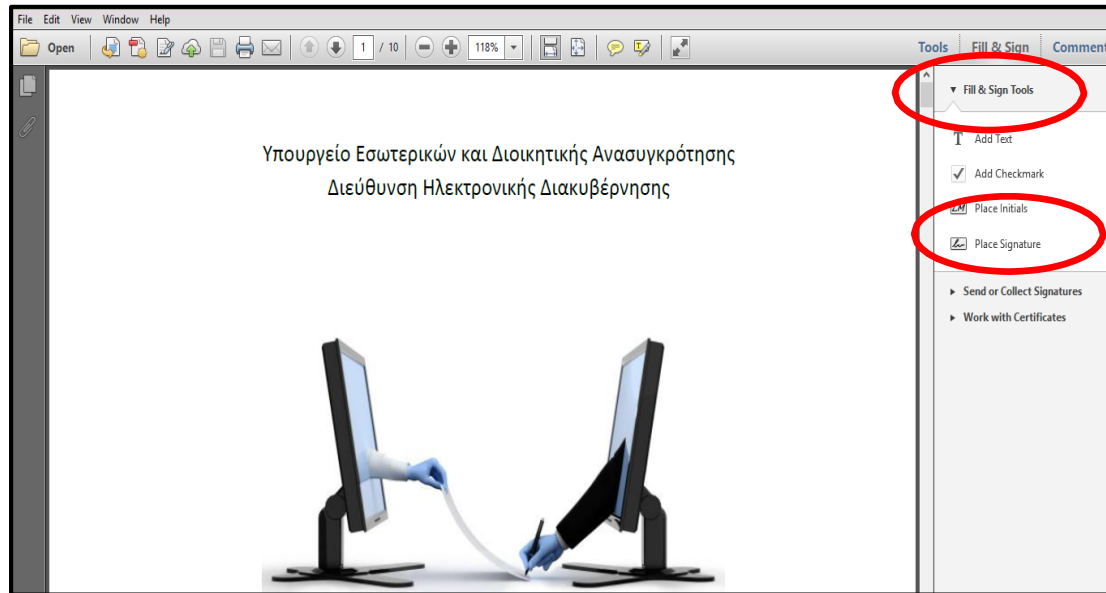 File Edit View Window Help
Open 1 / 10 118% Tools Fill & Sign Comment
Fill & Sign Tools
Add Text
Add Checkmark
Place Initials
Place Signature
Send or Collect Signatures
Work with Certificates
Υπουργείο Εσωτερικών και Διοικητικής Ανασυγκρότησης
Διεύθυνση Ηλεκτρονικής Διακυβέρνησης